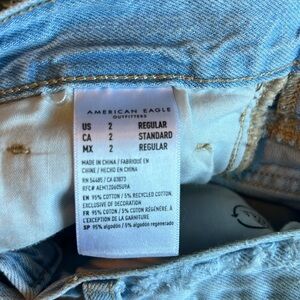 AMERICAN EAGLE
OUTFITTERS
US 2 REGULAR
CA 2 STANDARD
MX 2 REGULAR
MADE IN CHINA / FABRIQUÉ EN
CHINE / HECHO EN CHINA
RN 54485 / CA 03873
EN 95% COTTON / 5% RECYCLED COTTON.
EXCLUSIVE OF DECORATION
FR 95% COTON / 5% COTON RÉGÉNÉRÉ. À
L'EXCEPTION DE LA GARNITURE
SP 95% algodón / 5% algodón regenerado